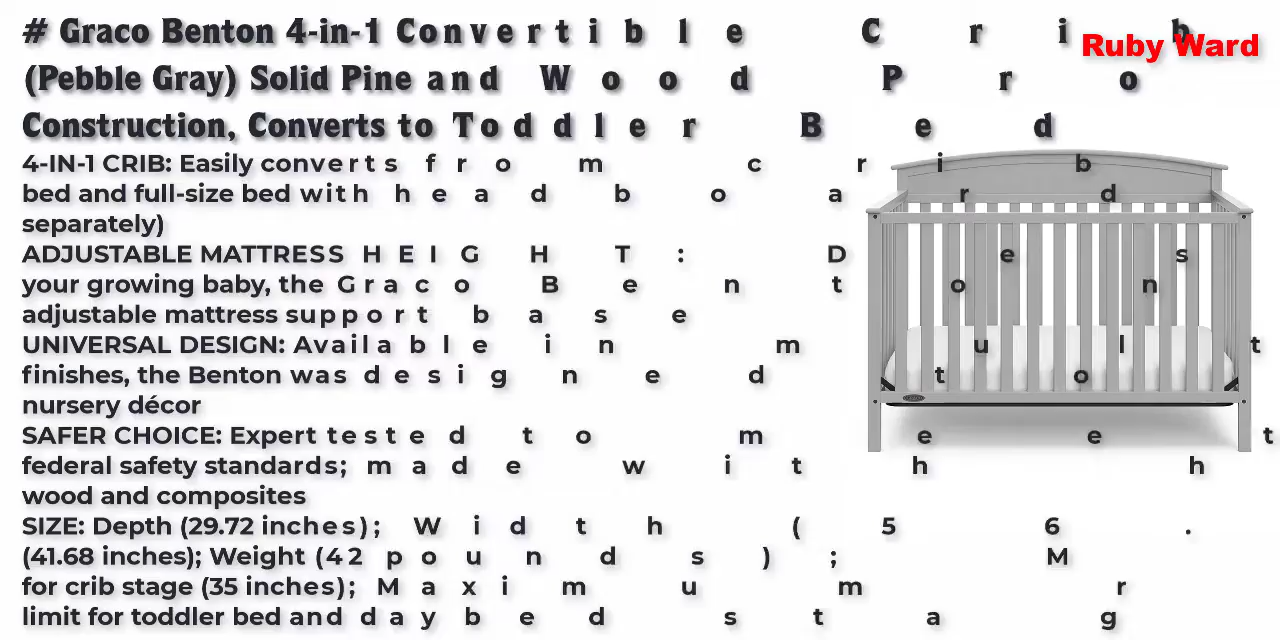 # Graco Benton 4-in-1 Convertible Crib
Ruby Ward
(Pebble Gray) Solid Pine and Wood Pro
Construction, Converts to Toddler Bed
4-IN-1 CRIB: Easily converts from crib
bed and full-size bed with headboard
separately)
ADJUSTABLE MATTRESS HEIGHT: Des
your growing baby, the Graco Benton
adjustable mattress support base
UNIVERSAL DESIGN: Available in mult
finishes, the Benton was designed to
nursery décor
SAFER CHOICE: Expert tested to meet
federal safety standards; made with h
wood and composites
SIZE: Depth (29.72 inches); Width (56.
(41.68 inches); Weight (42 pounds); M
for crib stage (35 inches); Maximum r
limit for toddler bed and daybed stag